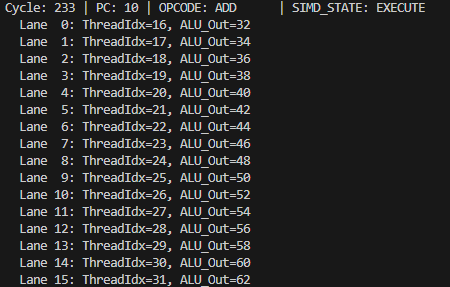 Cycle: 233 | PC: 10 | OPCODE: ADD      | SIMD_STATE: EXECUTE
  Lane  0: ThreadIdx=16, ALU_Out=32
  Lane  1: ThreadIdx=17, ALU_Out=34
  Lane  2: ThreadIdx=18, ALU_Out=36
  Lane  3: ThreadIdx=19, ALU_Out=38
  Lane  4: ThreadIdx=20, ALU_Out=40
  Lane  5: ThreadIdx=21, ALU_Out=42
  Lane  6: ThreadIdx=22, ALU_Out=44
  Lane  7: ThreadIdx=23, ALU_Out=46
  Lane  8: ThreadIdx=24, ALU_Out=48
  Lane  9: ThreadIdx=25, ALU_Out=50
  Lane 10: ThreadIdx=26, ALU_Out=52
  Lane 11: ThreadIdx=27, ALU_Out=54
  Lane 12: ThreadIdx=28, ALU_Out=56
  Lane 13: ThreadIdx=29, ALU_Out=58
  Lane 14: ThreadIdx=30, ALU_Out=60
  Lane 15: ThreadIdx=31, ALU_Out=62